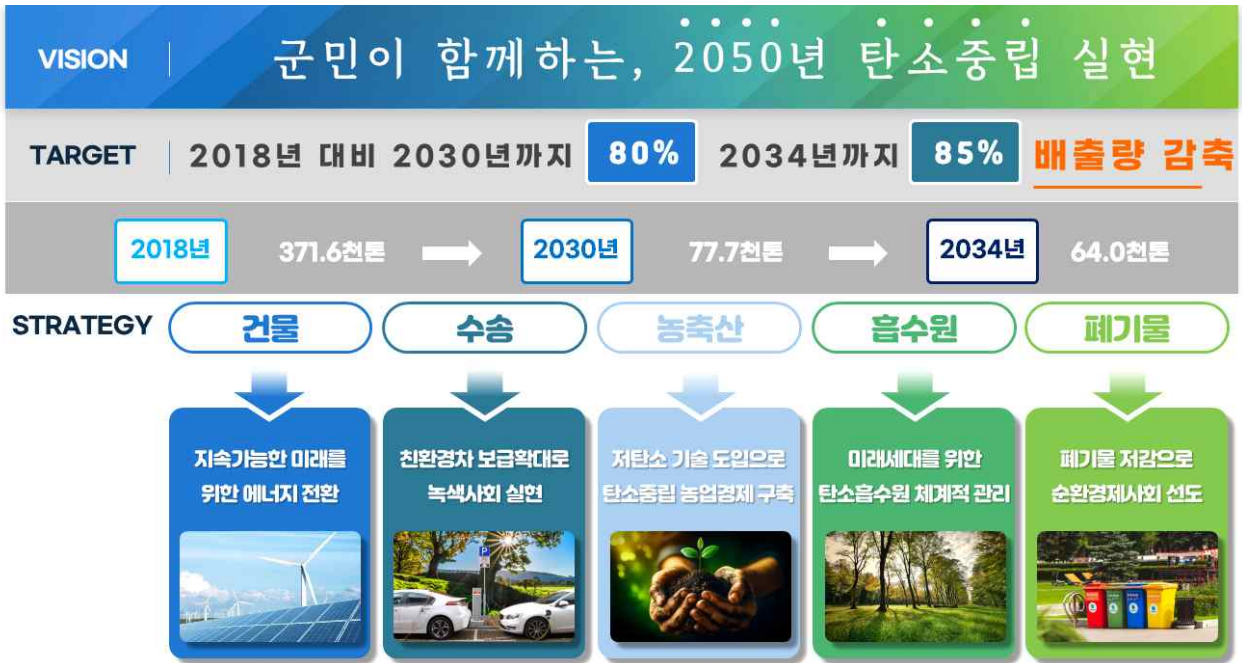 VISION 군민이 함께하는, 2050년 탄소중립 실현
TARGET 2018년 대비 2030년까지 80% 2034년까지 85% 배출량 감축
2018년 371.6천톤 2030년 77.7천톤 2034년 64.0천톤
STRATEGY 건물 수송 농축산 흡수원 폐기물
지속가능한 미래를
위한 에너지 전환
친환경차 보급확대로
녹색사회 실현
저탄소 기술 도입으로
탄소중립 농업경제 구축
미래세대를 위한
탄소흡수원 체계적 관리
폐기물 저감으로
순환경제사회 선도
P